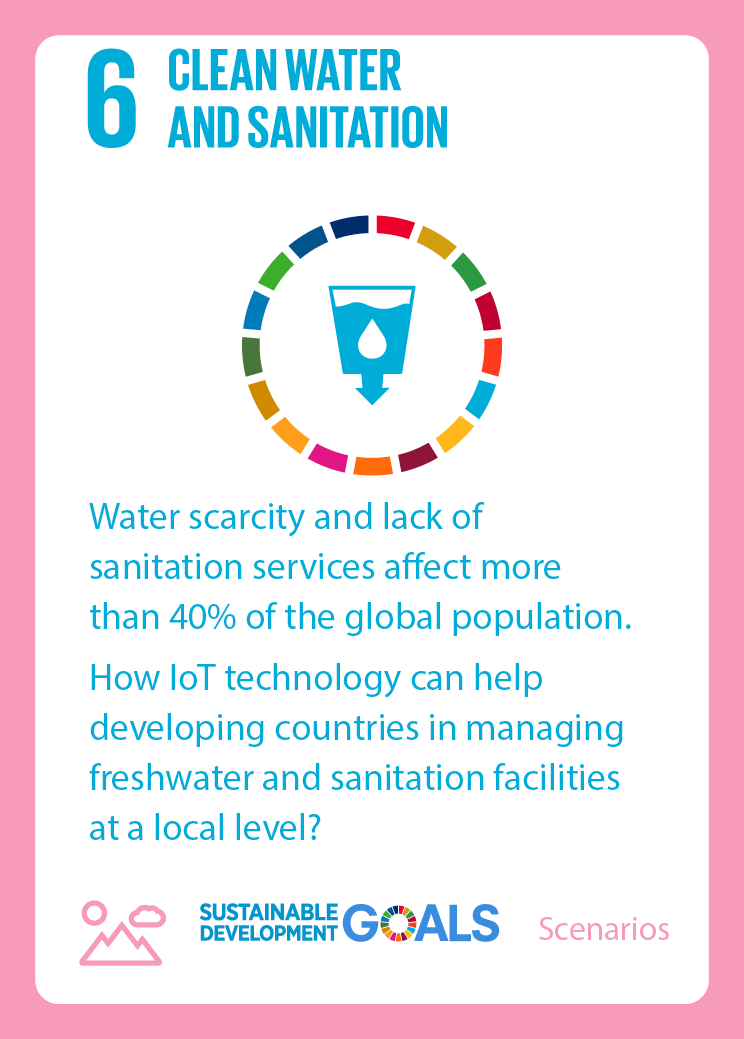 6 CLEAN WATER
AND SANITATION
Water scarcity and lack of
sanitation services affect more
than 40% of the global population.
How IoT technology can help
developing countries in managing
freshwater and sanitation facilities
at a local level?
SUSTAINABLE
DEVELOPMENT
GOALS
Scenarios